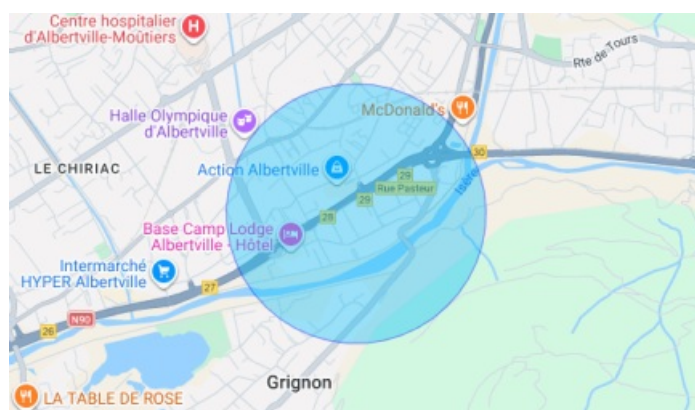 Centre hospitalier
d'Albertville-Moûtiers
Rte de Tours
Halle Olympique
d'Albertville
McDonald's
LE CHIRIAC
Action Albertville
30
29
Rue Pasteur
Isère
29
28
Base Camp Lodge
Albertville - Hôtel
Intermarché
HYPER Albertville
27
N90
26
Grignon
LA TABLE DE ROSE